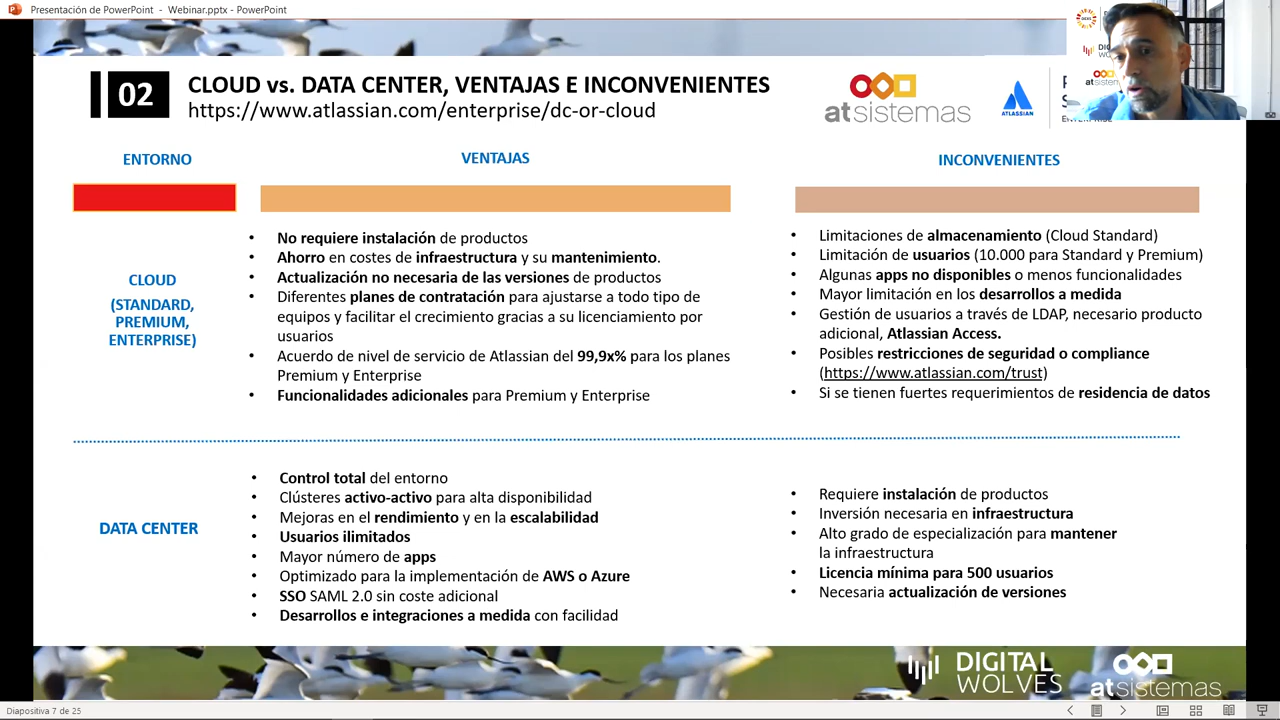 Presentación de PowerPoint - Webinar.pptx - PowerPoint
02
CLOUD vs. DATA CENTER, VENTAJAS E INCONVENIENTES
https://www.atlassian.com/enterprise/dc-or-cloud
atsistemas
ATLASSIAN
ENTORNO
VENTAJAS
INCONVENIENTES
CLOUD
(STANDARD,
PREMIUM,
ENTERPRISE)
• No requiere instalación de productos
• Ahorro en costes de infraestructura y su mantenimiento.
• Actualización no necesaria de las versiones de productos
• Diferentes planes de contratación para ajustarse a todo tipo de
equipos y facilitar el crecimiento gracias a su licenciamiento por
usuarios
• Acuerdo de nivel de servicio de Atlassian del 99,9x% para los planes
Premium y Enterprise
• Funcionalidades adicionales para Premium y Enterprise
• Limitaciones de almacenamiento (Cloud Standard)
• Limitación de usuarios (10.000 para Standard y Premium)
• Algunas apps no disponibles o menos funcionalidades
• Mayor limitación en los desarrollos a medida
• Gestión de usuarios a través de LDAP, necesario producto
adicional, Atlassian Access.
• Posibles restricciones de seguridad o compliance
(https://www.atlassian.com/trust)
• Si se tienen fuertes requerimientos de residencia de datos
DATA CENTER
• Control total del entorno
• Clústeres activo-activo para alta disponibilidad
• Mejoras en el rendimiento y en la escalabilidad
• Usuarios ilimitados
• Mayor número de apps
• Optimizado para la implementación de AWS o Azure
• SSO SAML 2.0 sin coste adicional
• Desarrollos e integraciones a medida con facilidad
• Requiere instalación de productos
• Inversión necesaria en infraestructura
• Alto grado de especialización para mantener
la infraestructura
• Licencia mínima para 500 usuarios
• Necesaria actualización de versiones
DIGITAL
WOLVES
atsistemas
Diapositiva 7 de 25